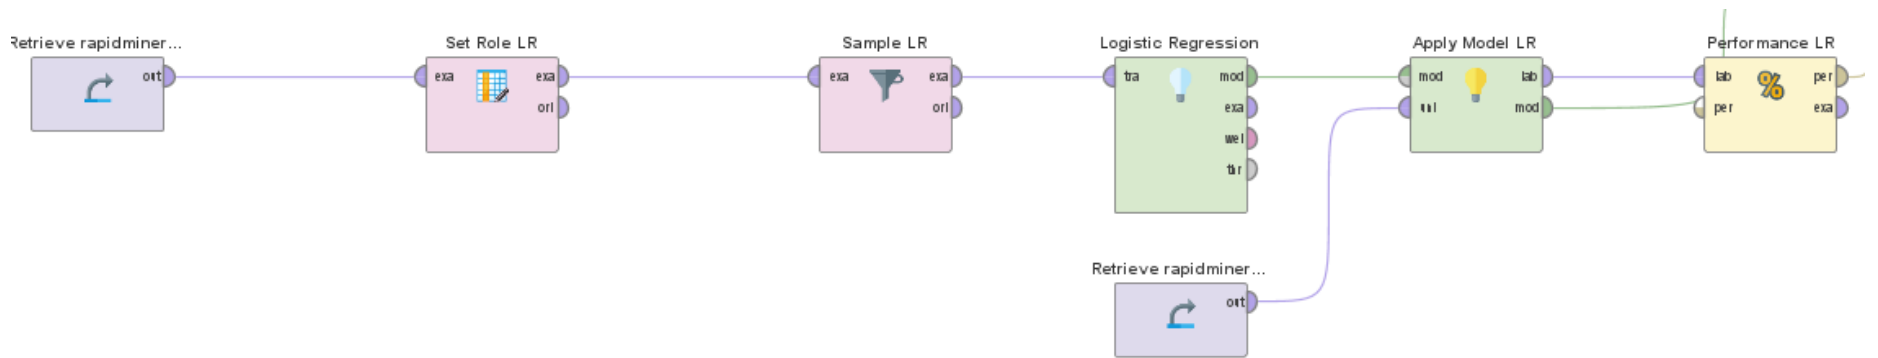 Retrieve rapidminer...
Set Role LR
Sample LR
Logistic Regression
Apply Model LR
Performance LR
out
exa
exa
exa
exa
tra
mod
mod
lab
lab
per
ori
ori
exa
unl
mod
per
exa
wei
thr
Retrieve rapidminer...
out